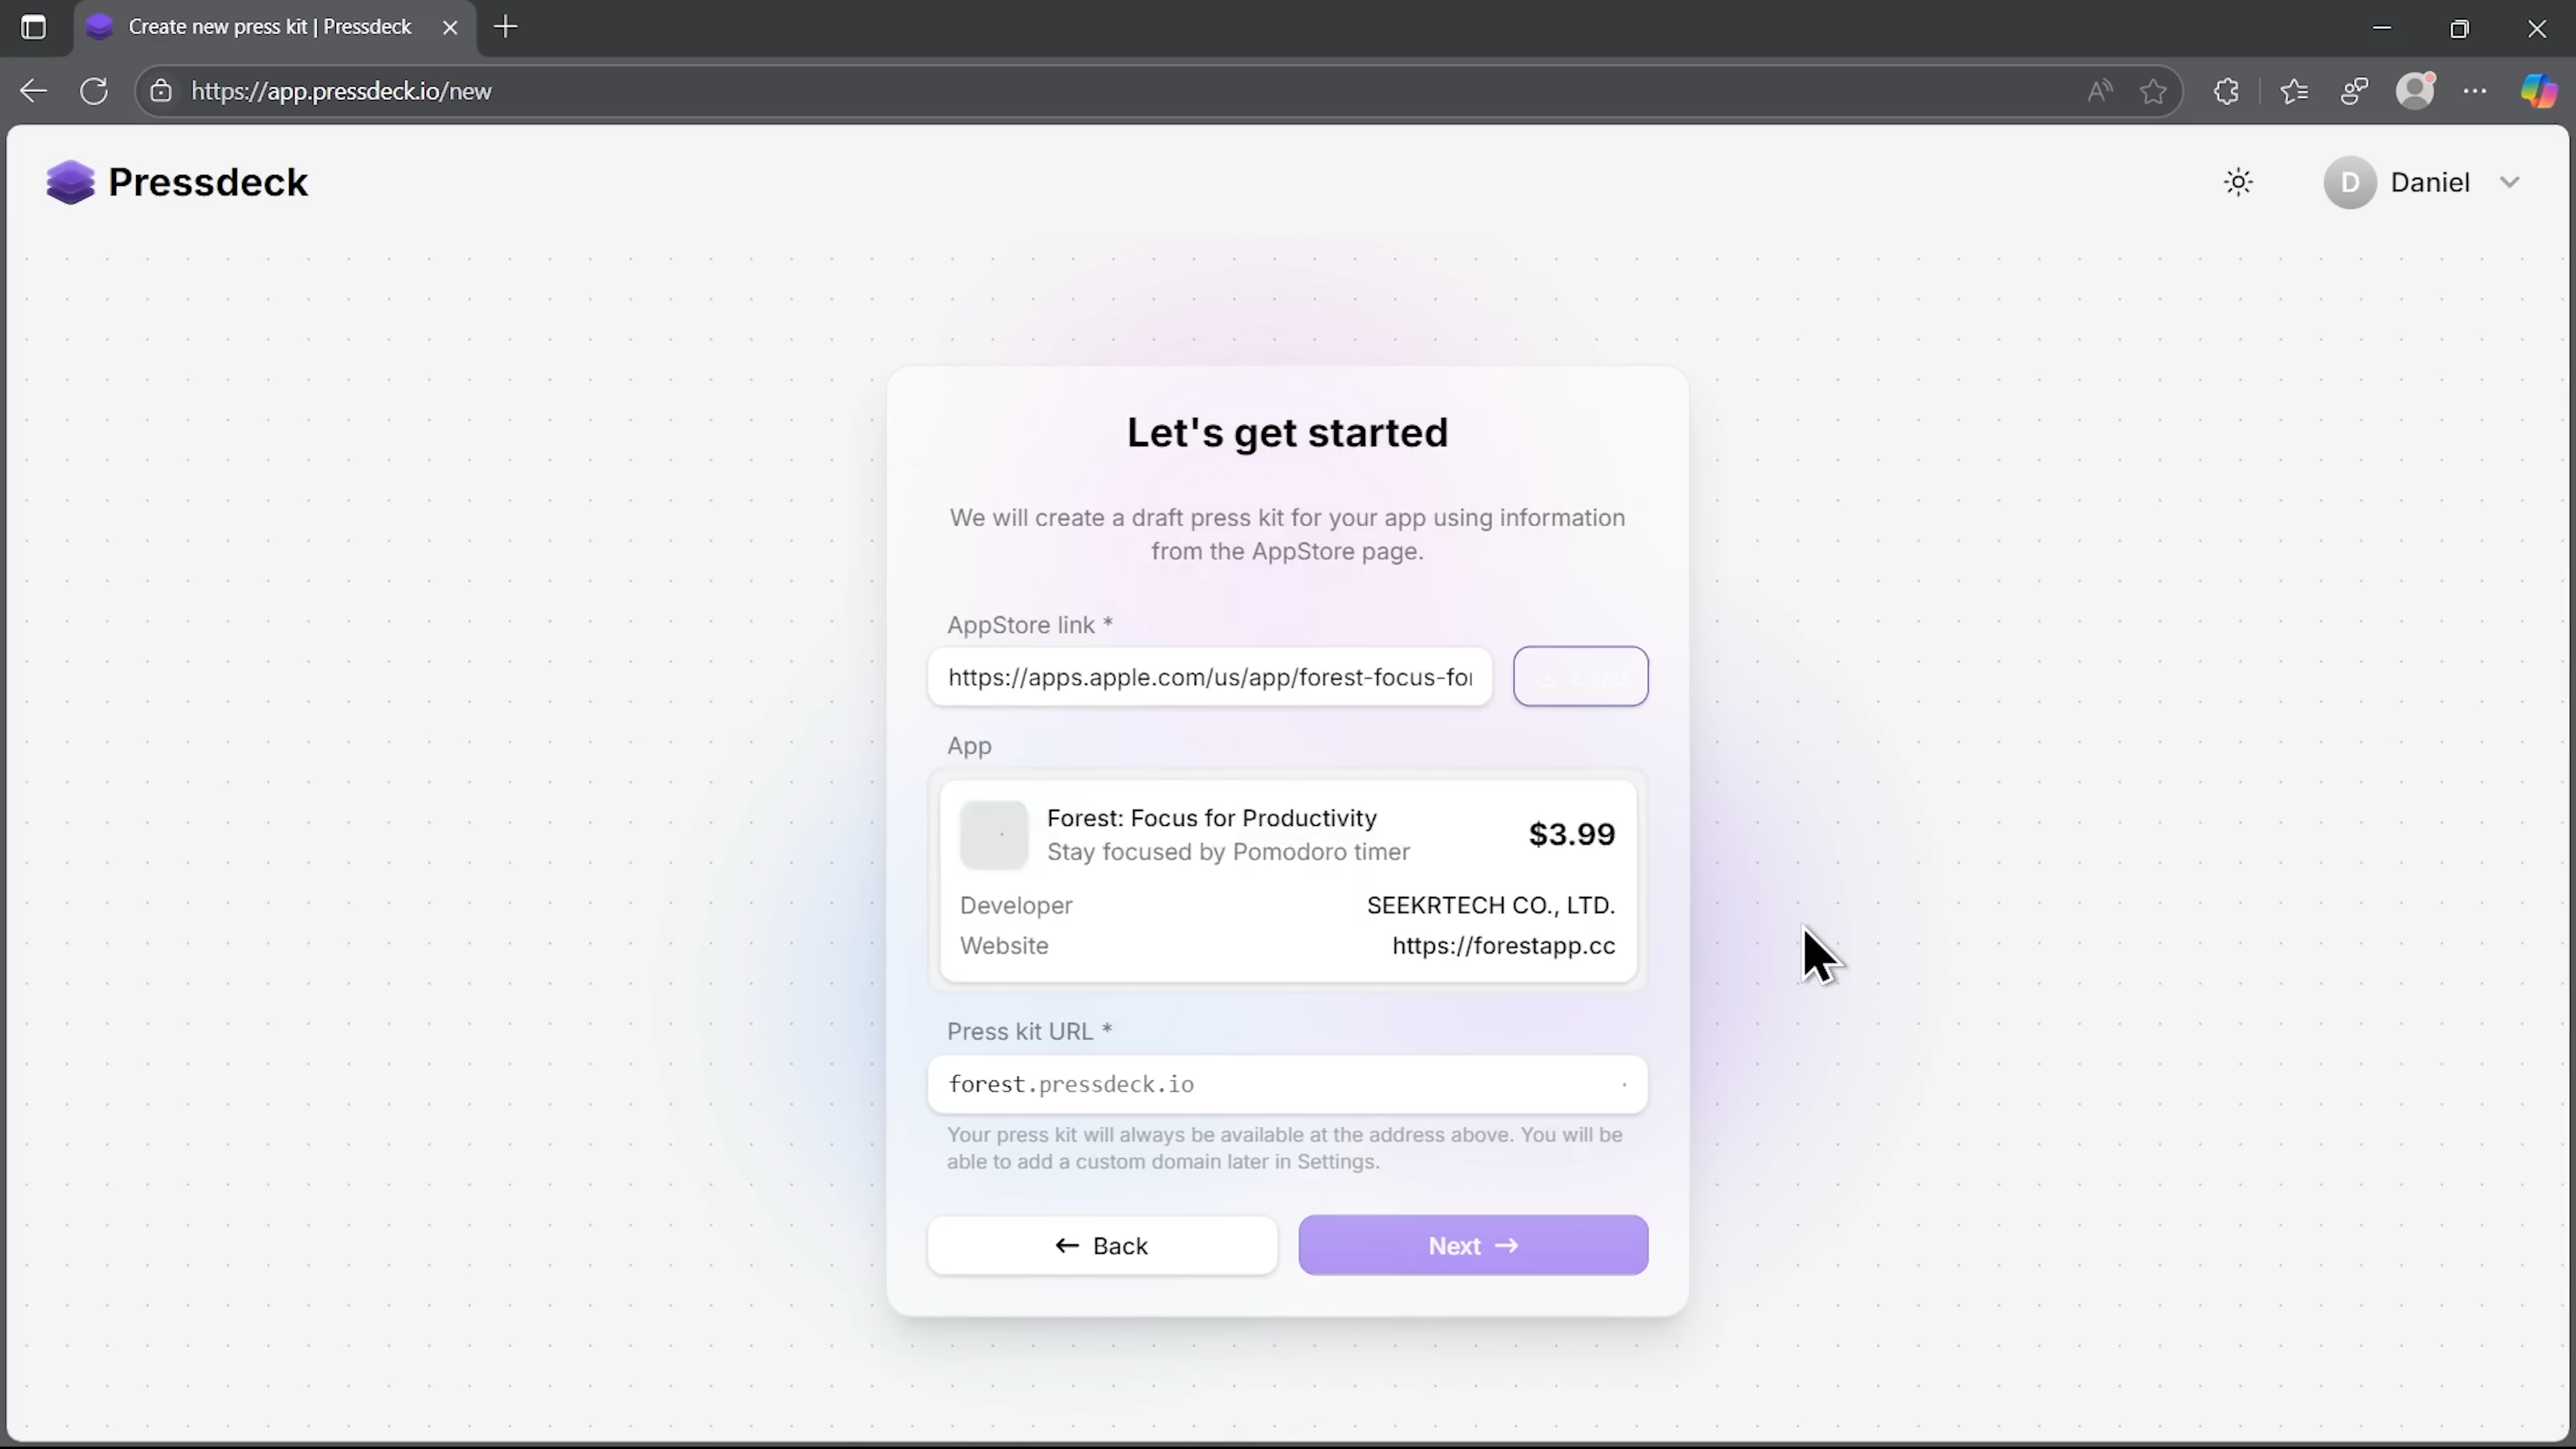 Create new press kit | Pressdeck
https://app.pressdeck.io/new
Pressdeck
D Daniel
Let's get started
We will create a draft press kit for your app using information
from the AppStore page.
AppStore link *
https://apps.apple.com/us/app/forest-focus-for
App
Forest: Focus for Productivity
Stay focused by Pomodoro timer
$3.99
Developer SEEKRTECH CO., LTD.
Website https://forestapp.cc
Press kit URL *
forest.pressdeck.io
Your press kit will always be available at the address above. You will be
able to add a custom domain later in Settings.
← Back
Next →